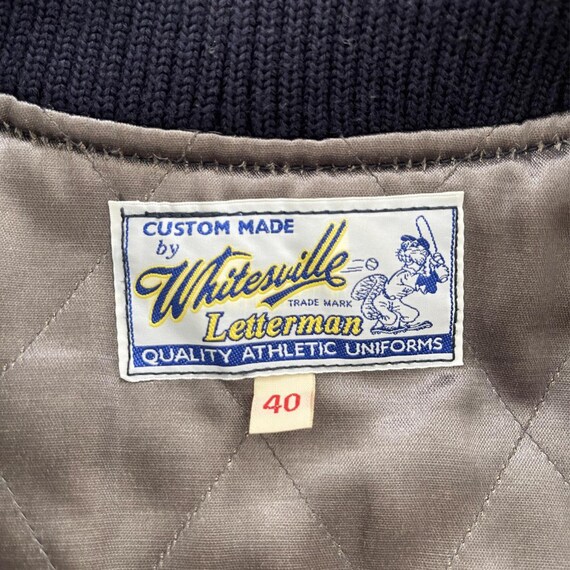 CUSTOM MADE
by
Whitesville
TRADE MARK
Letterman
QUALITY ATHLETIC UNIFORMS
40